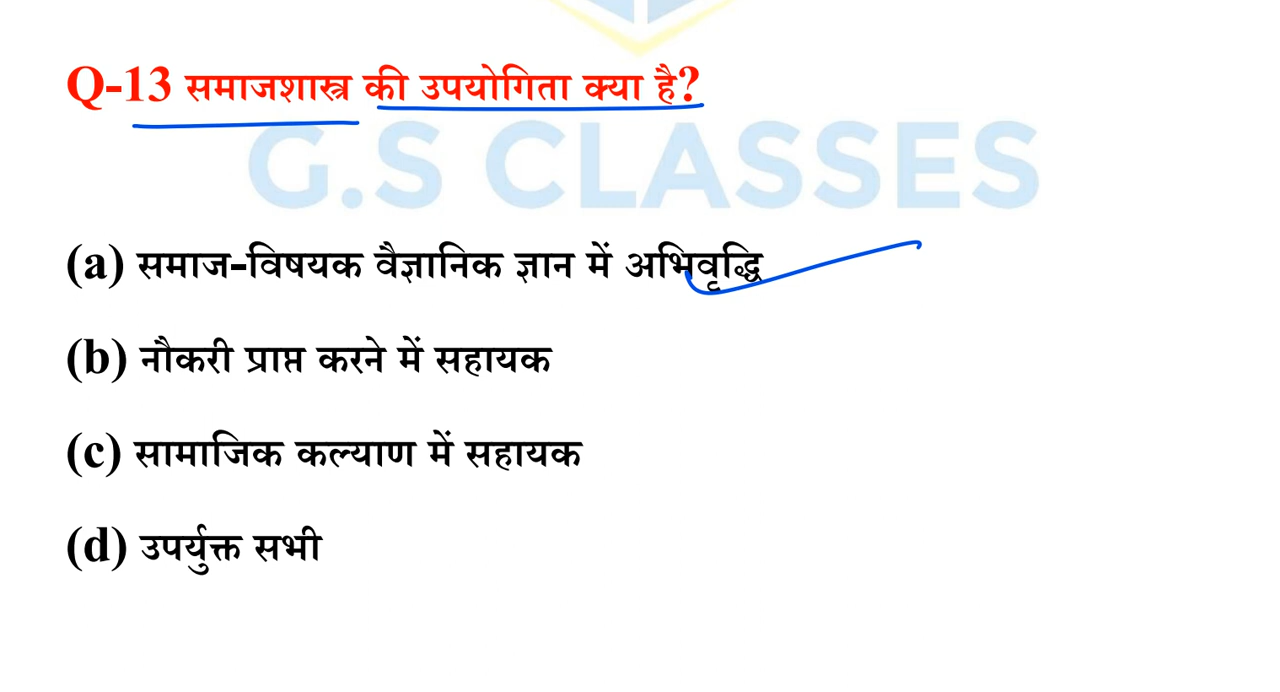 Q-13 समाजशास्त्र की उपयोगिता क्या है?
G.S CLASSES
(a) समाज-विषयक वैज्ञानिक ज्ञान में अभिवृद्धि
(b) नौकरी प्राप्त करने में सहायक
(c) सामाजिक कल्याण में सहायक
(d) उपर्युक्त सभी